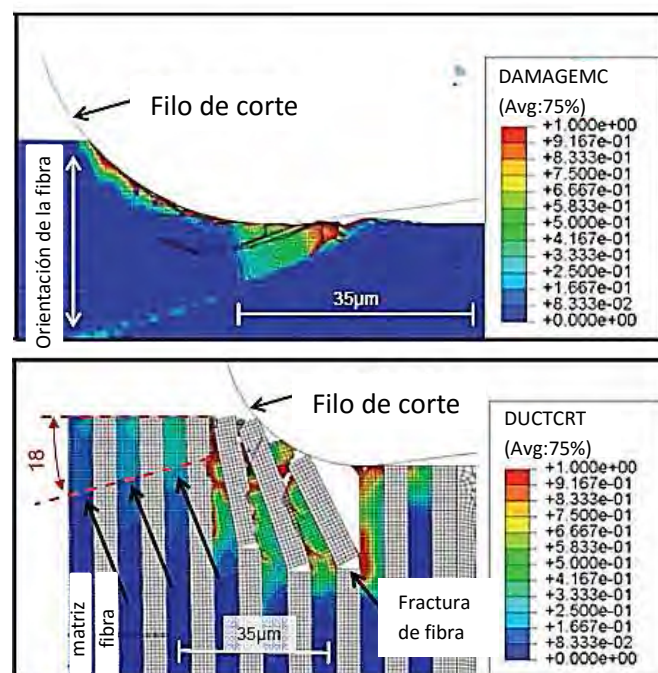 Filo de corte
Orientación de la fibra
35µm
DAMAGEMC
(Avg:75%)
+1.000e+00
+9.167e-01
+8.333e-01
+7.500e-01
+6.667e-01
+5.833e-01
+5.000e-01
+4.167e-01
+3.333e-01
+2.500e-01
+1.667e-01
+8.333e-02
+0.000e+00
Filo de corte
18
matriz
fibra
35µm
Fractura
de fibra
DUCTCRT
(Avg:75%)
+1.000e+00
+9.167e-01
+8.333e-01
+7.500e-01
+6.667e-01
+5.833e-01
+5.000e-01
+4.167e-01
+3.333e-01
+2.500e-01
+1.667e-01
+8.333e-02
+0.000e+00